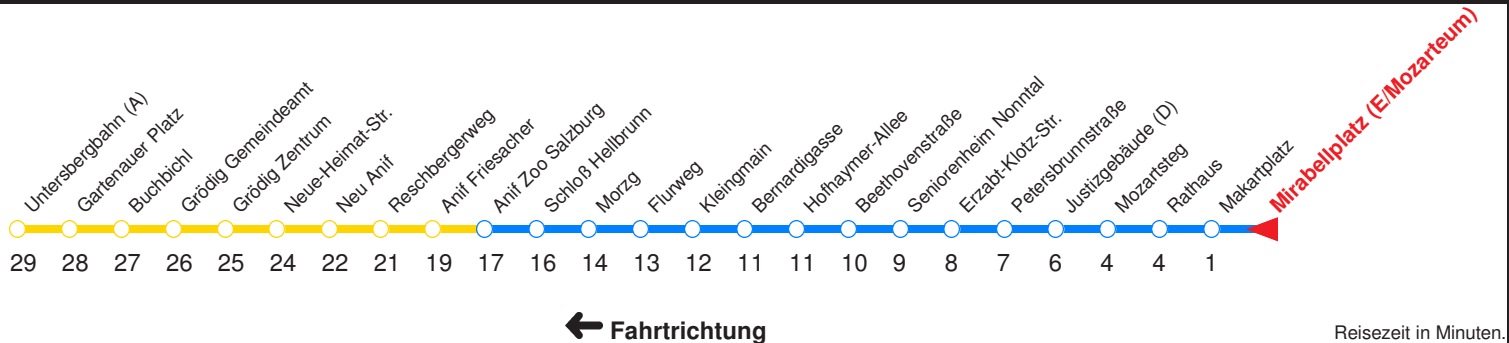 Untersbergbahn (A)
Gartenauer Platz
Buchbichl
Grödig Gemeindeamt
Grödig Zentrum
Neue-Heimat-Str.
Neu Anif
Reschbergerweg
Anif Friesacher
Anif Zoo Salzburg
Schloß Hellbrunn
Morzg
Flurweg
Kleingmain
Bernardigasse
Hofhaymer-Allee
Beethovenstraße
Seniorenheim Nonntal
Erzabt-Klotz-Str.
Petersbrunnstraße
Justizgebäude (D)
Mozartsteg
Rathaus
Makartplatz
Mirabellplatz (E/Mozarteum)
29 28 27 26 25 24 22 21 19 17 16 14 13 12 11 11 10 9 8 7 6 4 4 1
Fahrtrichtung
Reisezeit in Minuten.